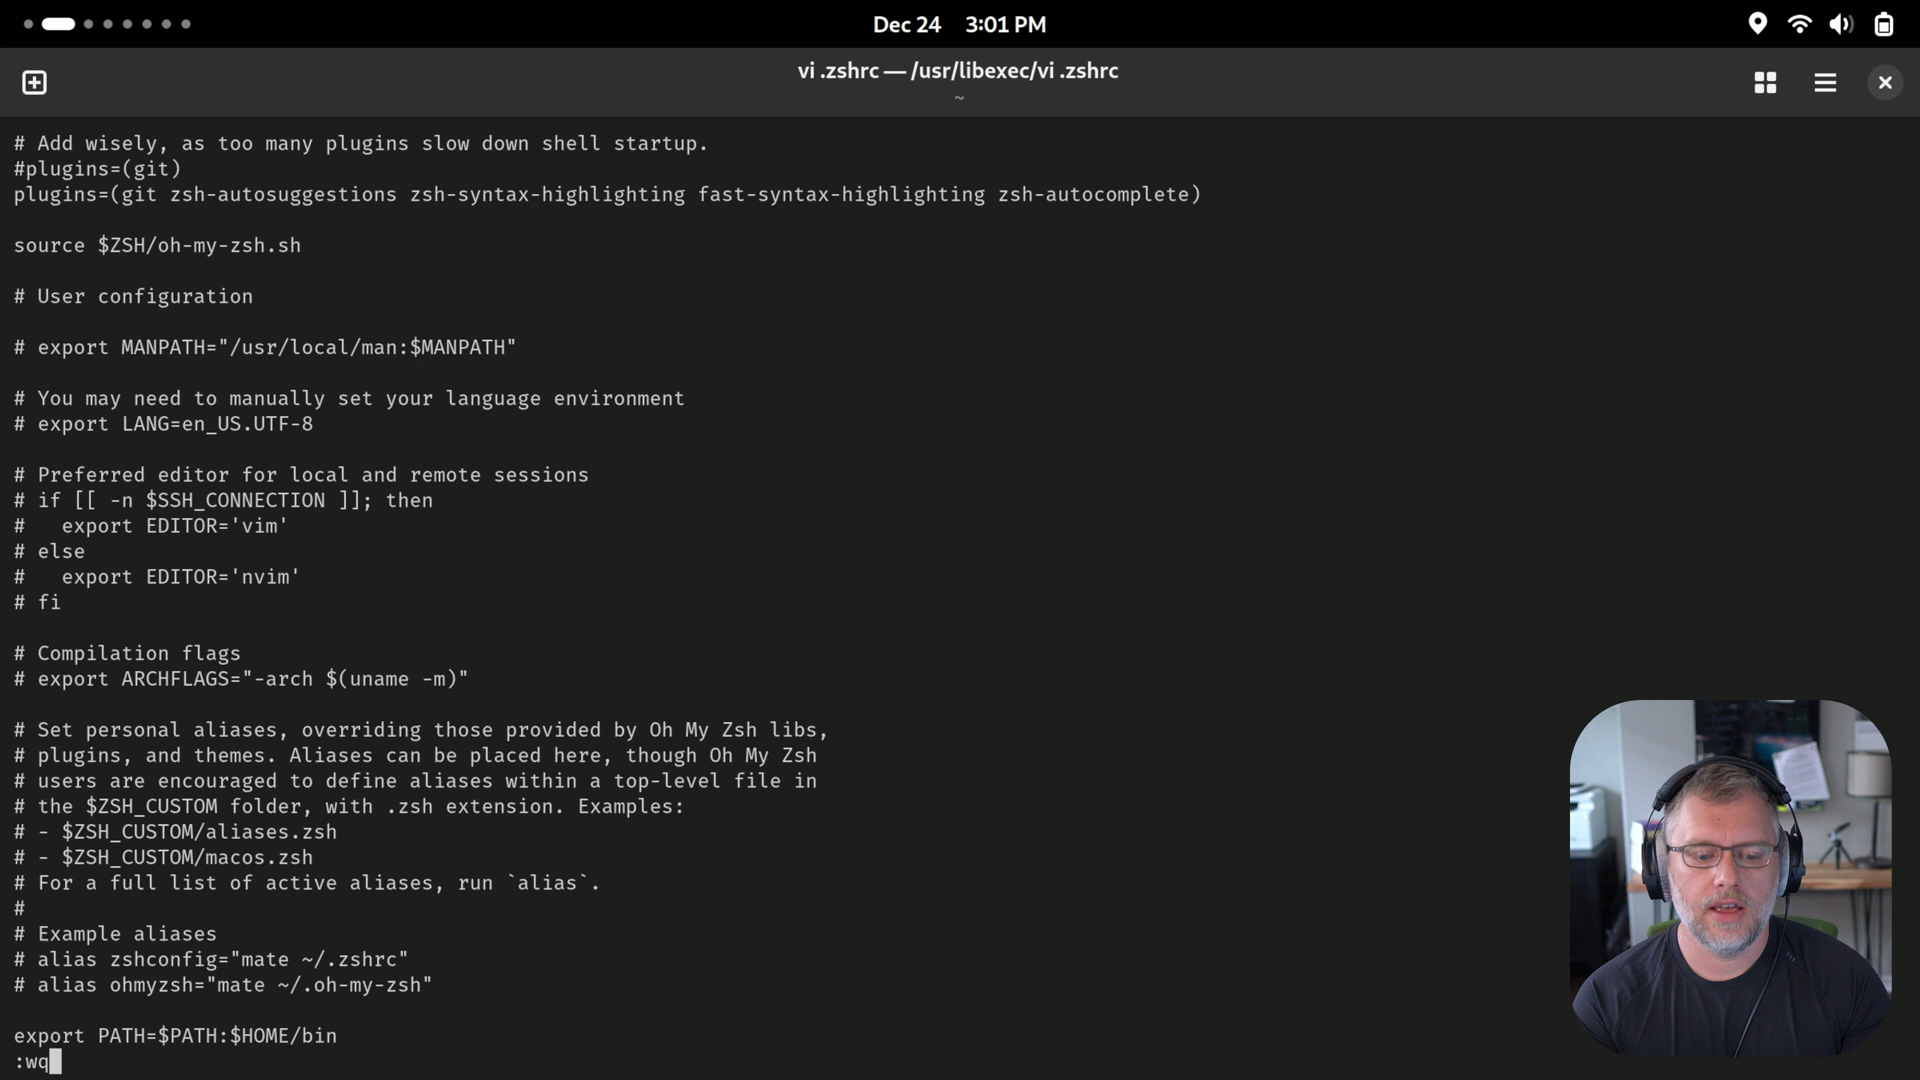 Dec 24 3:01 PM
vi .zshrc — /usr/libexec/vi .zshrc
~
# Add wisely, as too many plugins slow down shell startup.
#plugins=(git)
plugins=(git zsh-autosuggestions zsh-syntax-highlighting fast-syntax-highlighting zsh-autocomplete)
source $ZSH/oh-my-zsh.sh
# User configuration
# export MANPATH="/usr/local/man:$MANPATH"
# You may need to manually set your language environment
# export LANG=en_US.UTF-8
# Preferred editor for local and remote sessions
# if [[ -n $SSH_CONNECTION ]]; then
#   export EDITOR='vim'
# else
#   export EDITOR='nvim'
# fi
# Compilation flags
# export ARCHFLAGS="-arch $(uname -m)"
# Set personal aliases, overriding those provided by Oh My Zsh libs,
# plugins, and themes. Aliases can be placed here, though Oh My Zsh
# users are encouraged to define aliases within a top-level file in
# the $ZSH_CUSTOM folder, with .zsh extension. Examples:
# - $ZSH_CUSTOM/aliases.zsh
# - $ZSH_CUSTOM/macos.zsh
# For a full list of active aliases, run `alias`.
#
# Example aliases
# alias zshconfig="mate ~/.zshrc"
# alias ohmyzsh="mate ~/.oh-my-zsh"
export PATH=$PATH:$HOME/bin
:wq